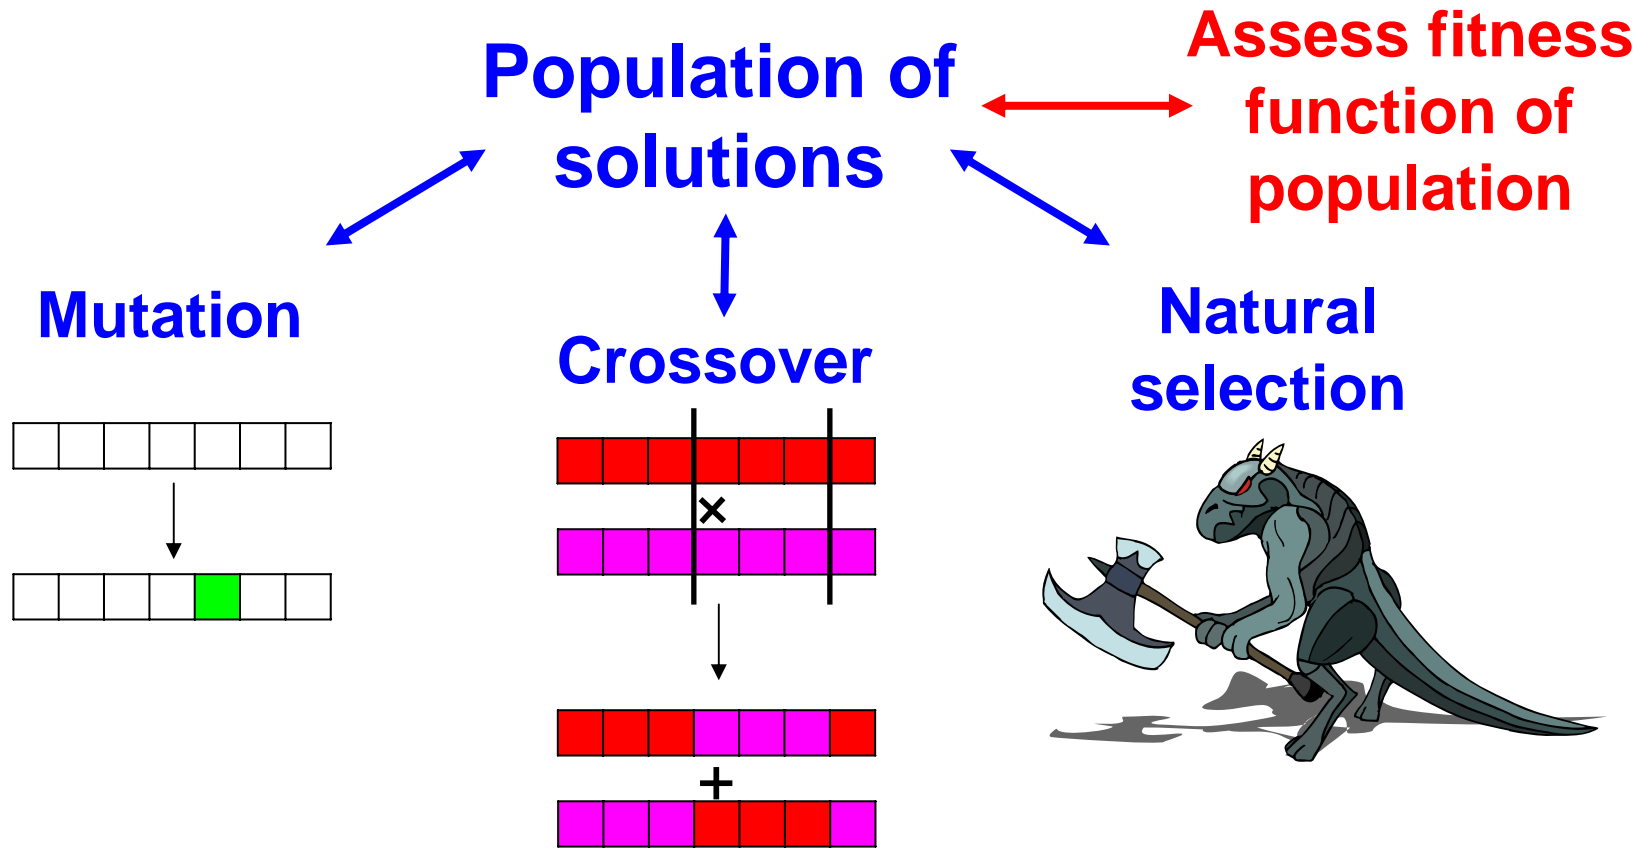 Population of
solutions
Assess fitness
function of
population
Mutation
Crossover
Natural
selection
×
+